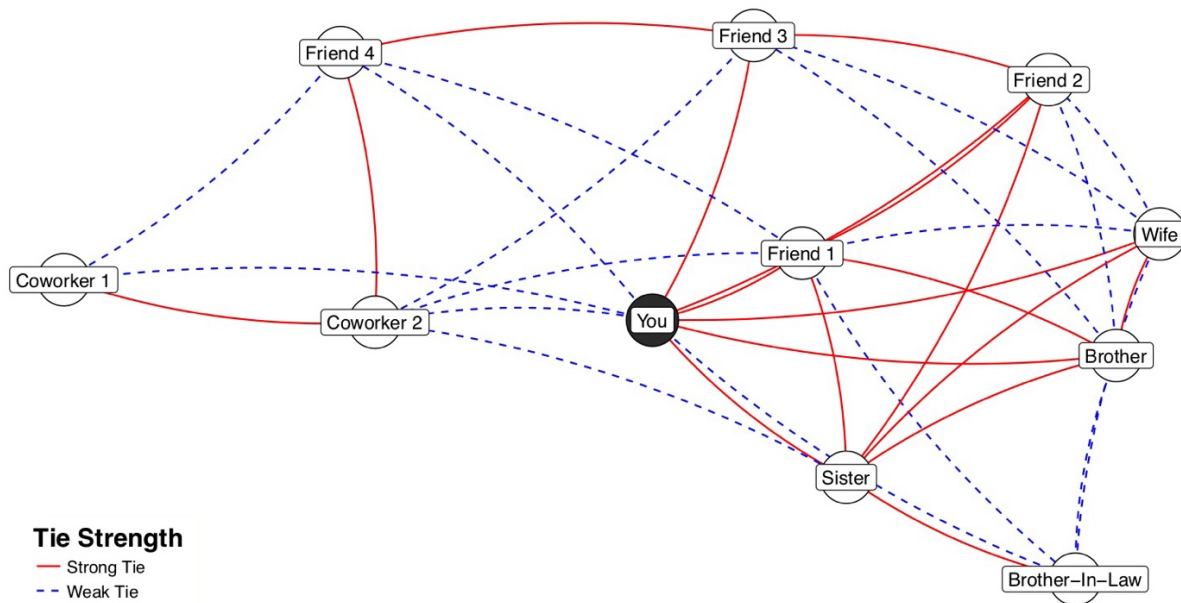 Friend 3
Friend 4
Friend 2
Wife
Friend 1
Coworker 1
Coworker 2
You
Brother
Sister
Tie Strength
Strong Tie
Weak Tie
Brother–In–Law